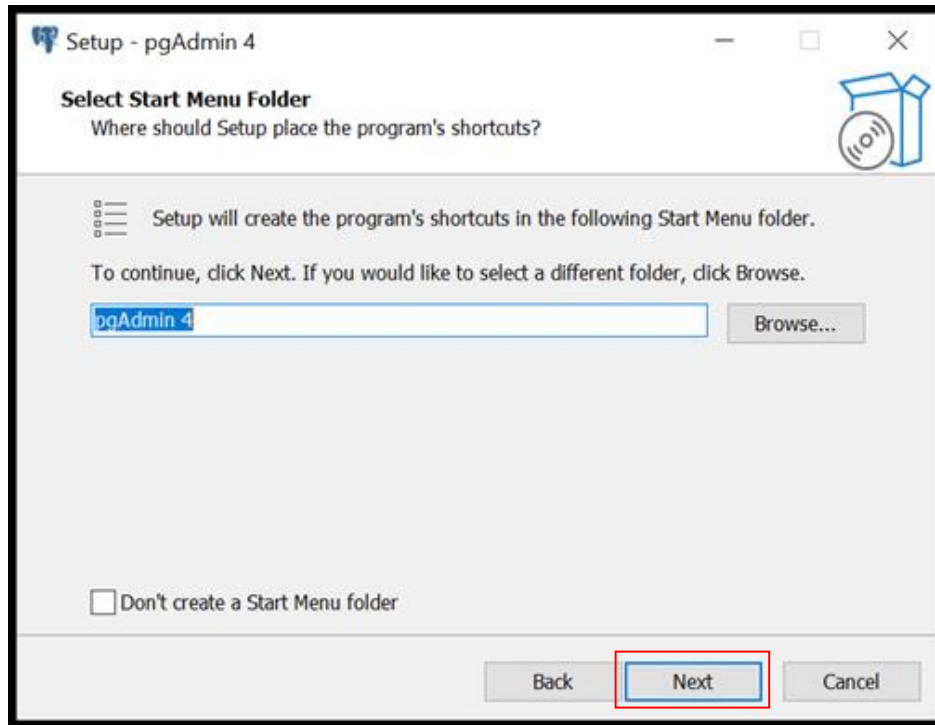 Setup - pgAdmin 4
Select Start Menu Folder
Where should Setup place the program's shortcuts?
Setup will create the program's shortcuts in the following Start Menu folder.
To continue, click Next. If you would like to select a different folder, click Browse.
pgAdmin 4
Browse...
Don't create a Start Menu folder
Back
Next
Cancel